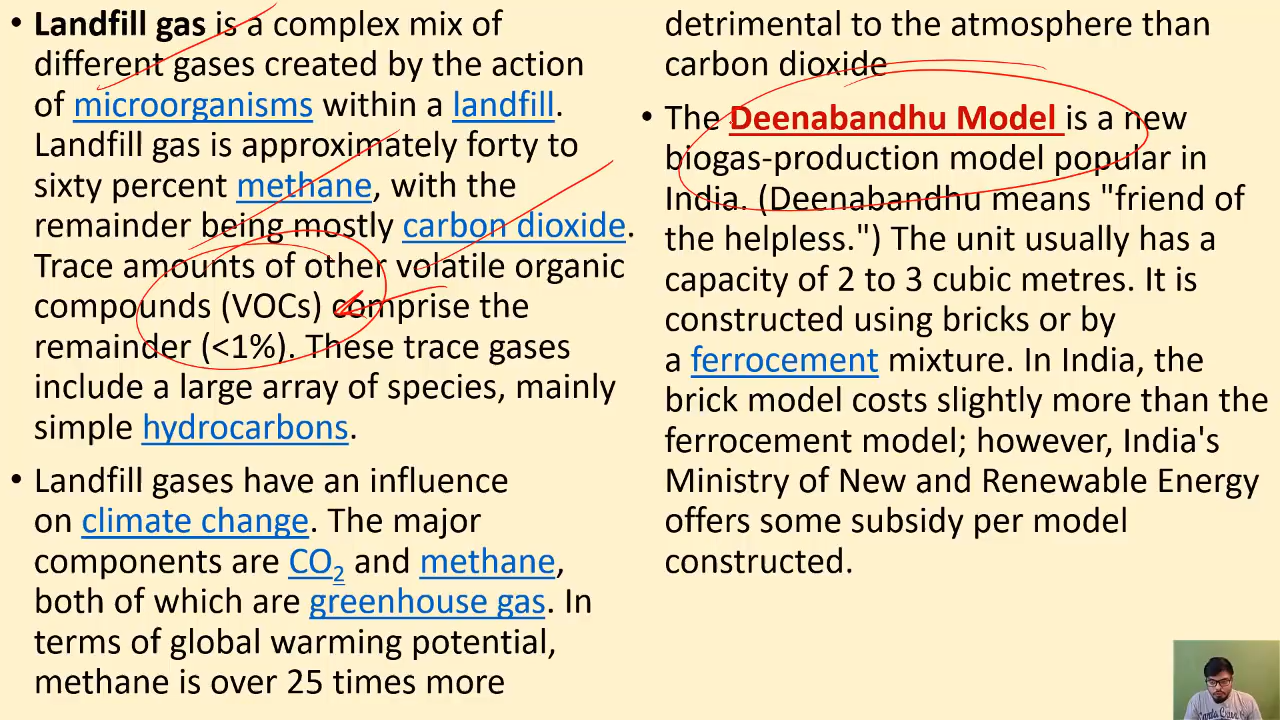 • Landfill gas is a complex mix of
different gases created by the action
of microorganisms within a landfill.
Landfill gas is approximately forty to
sixty percent methane, with the
remainder being mostly carbon dioxide.
Trace amounts of other volatile organic
compounds (VOCs) comprise the
remainder (<1%). These trace gases
include a large array of species, mainly
simple hydrocarbons.
• Landfill gases have an influence
on climate change. The major
components are CO2 and methane,
both of which are greenhouse gas. In
terms of global warming potential,
methane is over 25 times more
detrimental to the atmosphere than
carbon dioxide
• The Deenabandhu Model is a new
biogas-production model popular in
India. (Deenabandhu means "friend of
the helpless.") The unit usually has a
capacity of 2 to 3 cubic metres. It is
constructed using bricks or by
a ferrocement mixture. In India, the
brick model costs slightly more than the
ferrocement model; however, India's
Ministry of New and Renewable Energy
offers some subsidy per model
constructed.